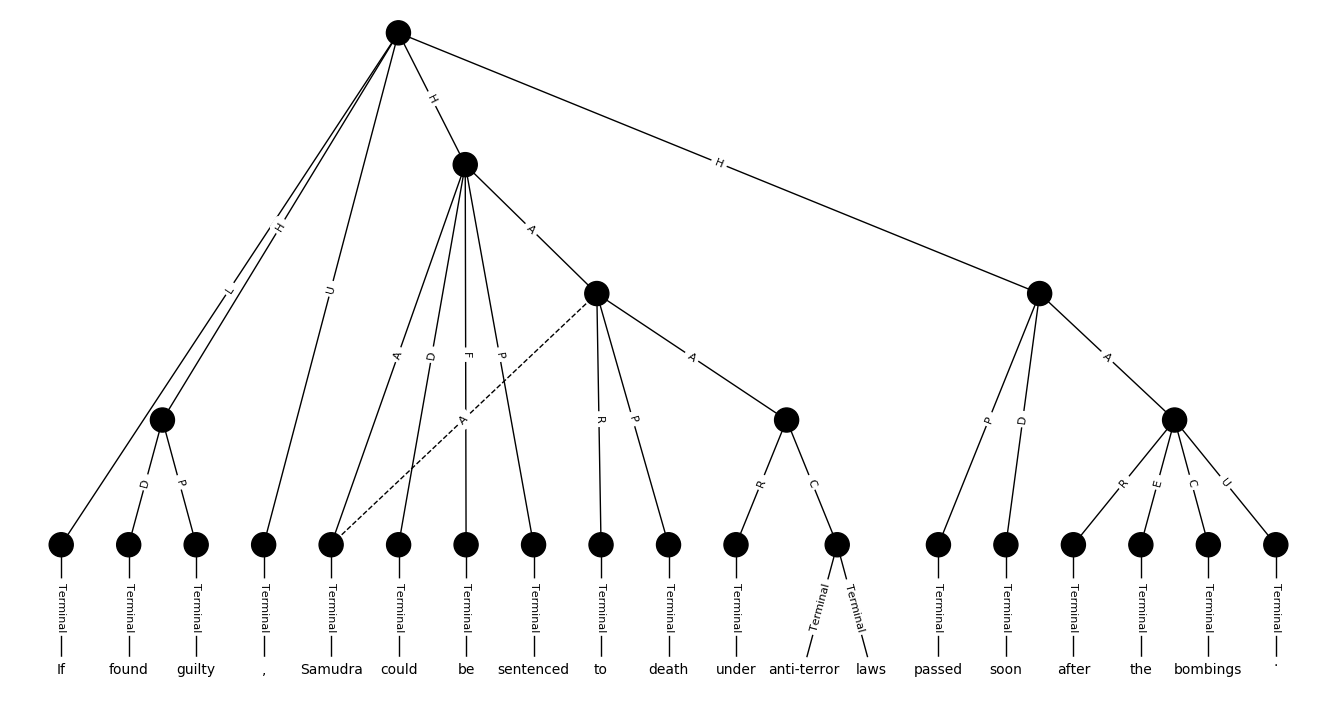 H
H
L H
A
U
A D F P A
A R P P D
D P R C R E C U
Terminal Terminal Terminal Terminal Terminal Terminal Terminal Terminal Terminal Terminal Terminal Terminal Terminal Terminal Terminal Terminal Terminal Terminal Terminal
If found guilty , Samudra could be sentenced to death under anti-terror laws passed soon after the bombings .